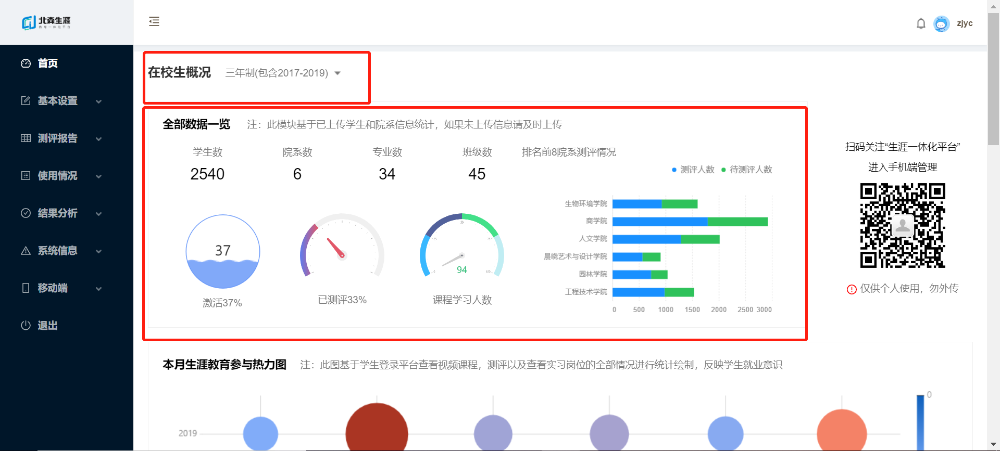 北森生涯
教育一体化平台
zjyc
首页
基本设置
测评报告
使用情况
结果分析
系统信息
移动端
退出
在校生概况 三年制(包含2017-2019)
全部数据一览 注：此模块基于已上传学生和院系信息统计，如果未上传信息请及时上传
学生数 院系数 专业数 班级数 排名前8院系测评情况
2540 6 34 45
测评人数 待测评人数
37
激活37%
已测评33%
0 25 50 75 100
94
课程学习人数
生物环境学院
商学院
人文学院
晨晓艺术与设计学院
园林学院
工程技术学院
0 500 1000 1500 2000 2500 3000
扫码关注“生涯一体化平台”
进入手机端管理
仅供个人使用，勿外传
本月生涯教育参与热力图 注：此图基于学生登录平台查看视频课程，测评以及查看实习岗位的全部情况进行统计绘制，反映学生就业意识
0
2019